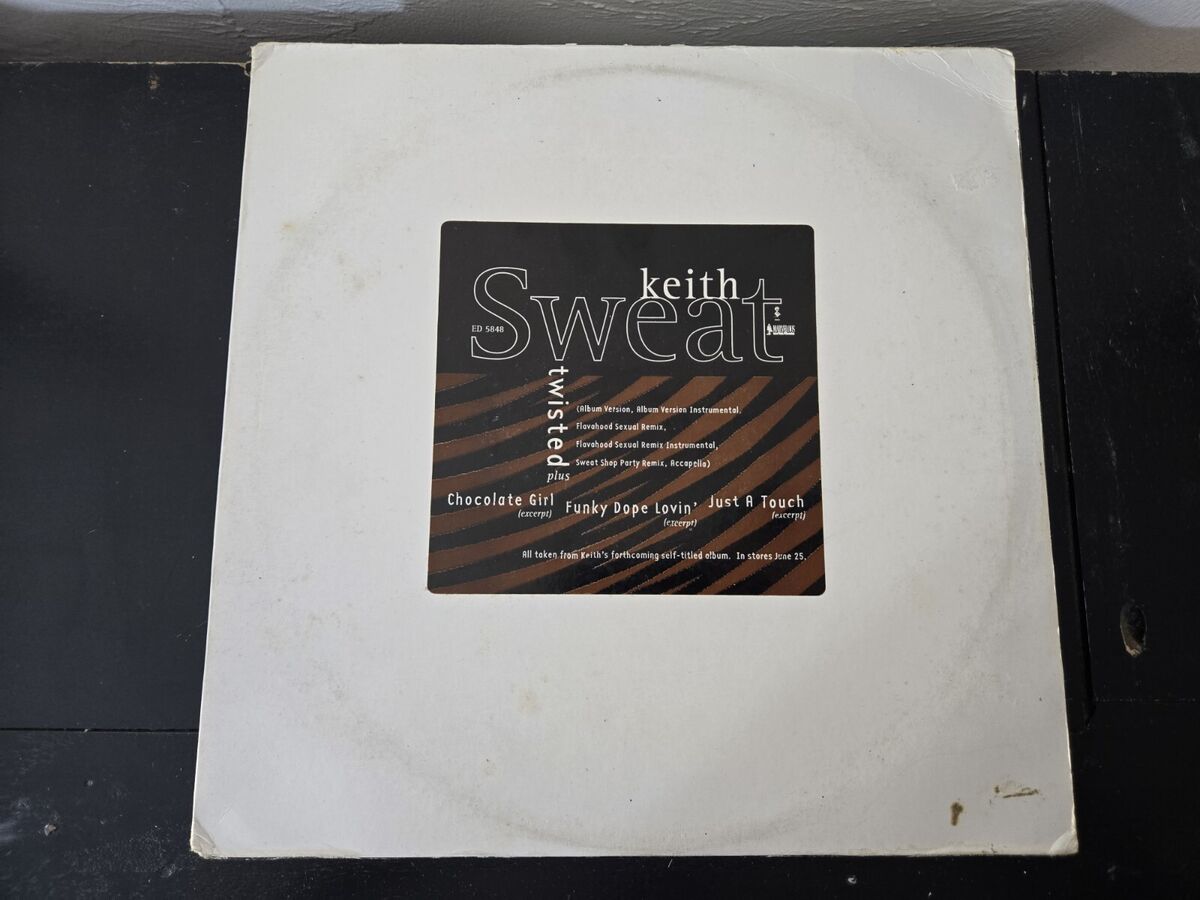 keith
Sweat
ED 5848
MARVELOUS
twisted
(Album Version, Album Version Instrumental,
Flavahood Sexual Remix,
Flavahood Sexual Remix Instrumental,
Sweat Shop Party Remix, Accapella)
plus
Chocolate Girl Funky Dope Lovin' Just A Touch
(excerpt) (excerpt) (excerpt)
All taken from Keith's forthcoming self-titled album. In stores June 25.